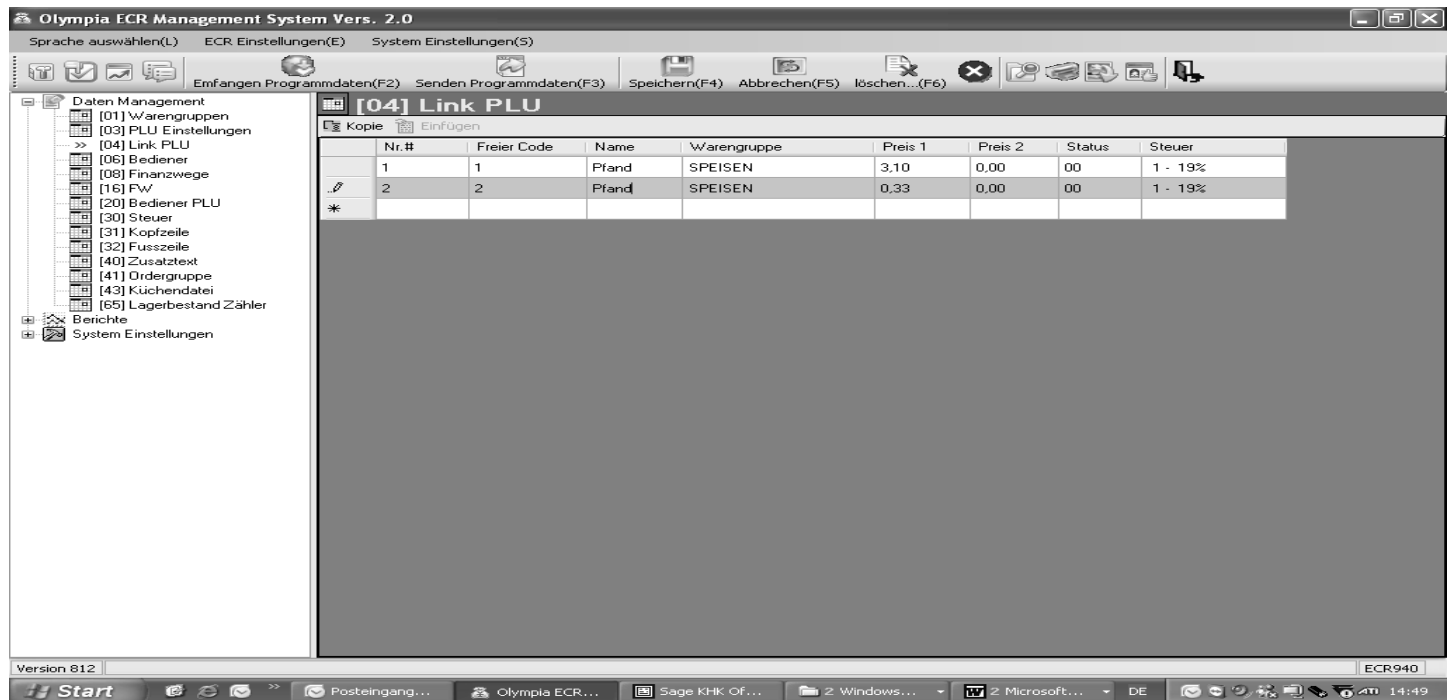 Olympia ECR Management System Vers. 2.0
Sprache auswählen(L) ECR Einstellungen(E) System Einstellungen(S)
Emfangen Programmdaten(F2) Senden Programmdaten(F3) Speichern(F4) Abbrechen(F5) löschen...(F6)
Daten Management
[01] Warengruppen
[03] PLU Einstellungen
>> [04] Link PLU
[06] Bediener
[08] Finanzwege
[16] FW
[20] Bediener PLU
[30] Steuer
[31] Kopfzeile
[32] Fusszeile
[40] Zusatztext
[41] Ordergruppe
[43] Küchendatei
[65] Lagerbestand Zähler
Berichte
System Einstellungen
[04] Link PLU
Kopie Einfügen
Nr.# Freier Code Name Warengruppe Preis 1 Preis 2 Status Steuer
1 1 Pfand SPEISEN 3,10 0,00 00 1 - 19%
2 2 Pfand SPEISEN 0,33 0,00 00 1 - 19%
Version 812 ECR940
Start Posteingang... Olympia ECR... Sage KHK Of... 2 Windows... 2 Microsoft... DE 14:49